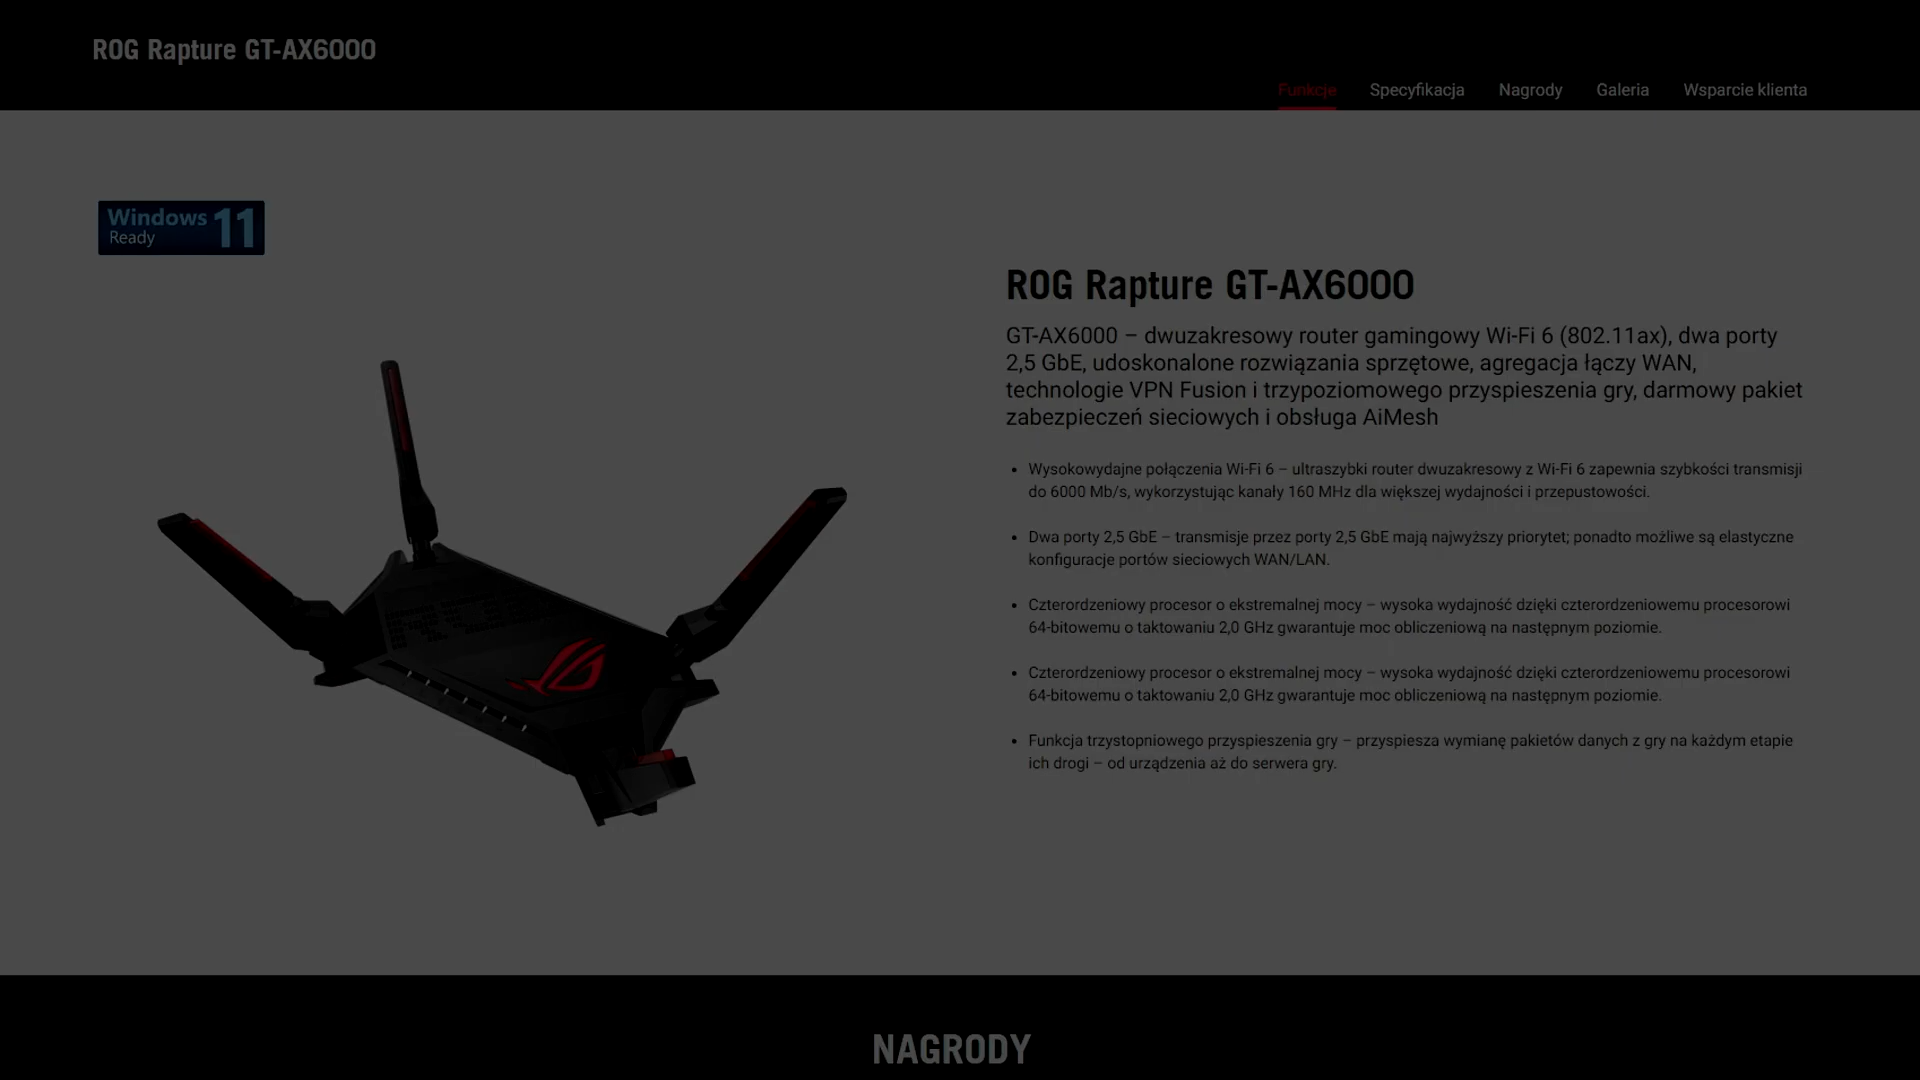 ROG Rapture GT-AX6000
Funkcje Specyfikacja Nagrody Galeria Wsparcie klienta
Windows 11
Ready
ROG Rapture GT-AX6000
GT-AX6000 – dwuzakresowy router gamingowy Wi-Fi 6 (802.11ax), dwa porty
2,5 GbE, udoskonalone rozwiązania sprzętowe, agregacja łączy WAN,
technologie VPN Fusion i trzypoziomowego przyspieszenia gry, darmowy pakiet
zabezpieczeń sieciowych i obsługa AiMesh
• Wysokowydajne połączenia Wi-Fi 6 – ultraszybki router dwuzakresowy z Wi-Fi 6 zapewnia szybkości transmisji
do 6000 Mb/s, wykorzystując kanały 160 MHz dla większej wydajności i przepustowości.
• Dwa porty 2,5 GbE – transmisje przez porty 2,5 GbE mają najwyższy priorytet; ponadto możliwe są elastyczne
konfiguracje portów sieciowych WAN/LAN.
• Czterordzeniowy procesor o ekstremalnej mocy – wysoka wydajność dzięki czterordzeniowemu procesorowi
64-bitowemu o taktowaniu 2,0 GHz gwarantuje moc obliczeniową na następnym poziomie.
• Czterordzeniowy procesor o ekstremalnej mocy – wysoka wydajność dzięki czterordzeniowemu procesorowi
64-bitowemu o taktowaniu 2,0 GHz gwarantuje moc obliczeniową na następnym poziomie.
• Funkcja trzystopniowego przyspieszenia gry – przyspiesza wymianę pakietów danych z gry na każdym etapie
ich drogi – od urządzenia aż do serwera gry.
NAGRODY